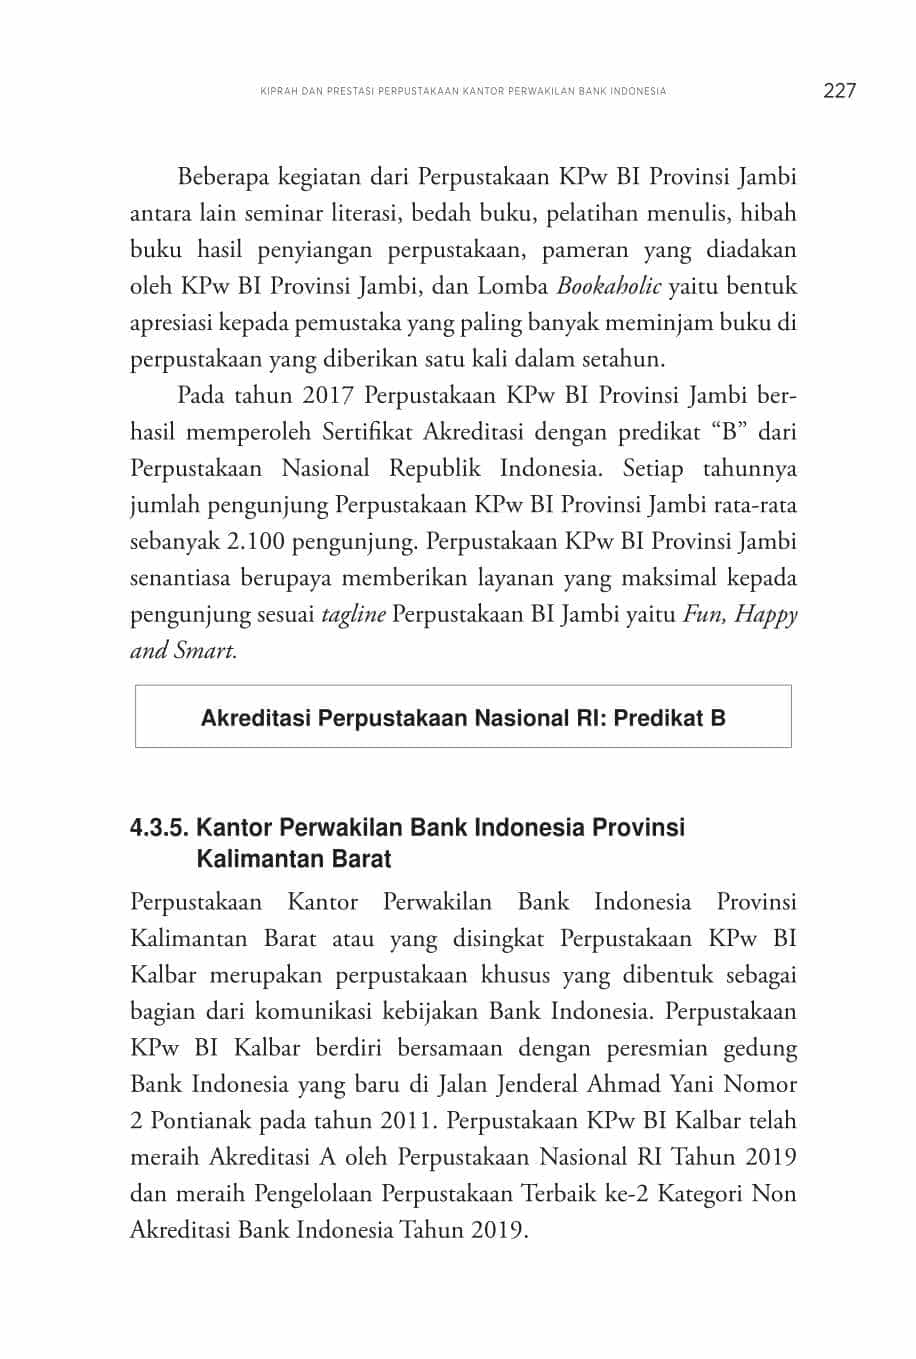 KIPRAH DAN PRESTASI PERPUSTAKAAN KANTOR PERWAKILAN BANK INDONESIA 227
Beberapa kegiatan dari Perpustakaan KPw BI Provinsi Jambi
antara lain seminar literasi, bedah buku, pelatihan menulis, hibah
buku hasil penyiangan perpustakaan, pameran yang diadakan
oleh KPw BI Provinsi Jambi, dan Lomba Bookaholic yaitu bentuk
apresiasi kepada pemustaka yang paling banyak meminjam buku di
perpustakaan yang diberikan satu kali dalam setahun.
Pada tahun 2017 Perpustakaan KPw BI Provinsi Jambi ber-
hasil memperoleh Sertifikat Akreditasi dengan predikat “B” dari
Perpustakaan Nasional Republik Indonesia. Setiap tahunnya
jumlah pengunjung Perpustakaan KPw BI Provinsi Jambi rata-rata
sebanyak 2.100 pengunjung. Perpustakaan KPw BI Provinsi Jambi
senantiasa berupaya memberikan layanan yang maksimal kepada
pengunjung sesuai tagline Perpustakaan BI Jambi yaitu Fun, Happy
and Smart.
Akreditasi Perpustakaan Nasional RI: Predikat B
4.3.5. Kantor Perwakilan Bank Indonesia Provinsi
Kalimantan Barat
Perpustakaan Kantor Perwakilan Bank Indonesia Provinsi
Kalimantan Barat atau yang disingkat Perpustakaan KPw BI
Kalbar merupakan perpustakaan khusus yang dibentuk sebagai
bagian dari komunikasi kebijakan Bank Indonesia. Perpustakaan
KPw BI Kalbar berdiri bersamaan dengan peresmian gedung
Bank Indonesia yang baru di Jalan Jenderal Ahmad Yani Nomor
2 Pontianak pada tahun 2011. Perpustakaan KPw BI Kalbar telah
meraih Akreditasi A oleh Perpustakaan Nasional RI Tahun 2019
dan meraih Pengelolaan Perpustakaan Terbaik ke-2 Kategori Non
Akreditasi Bank Indonesia Tahun 2019.